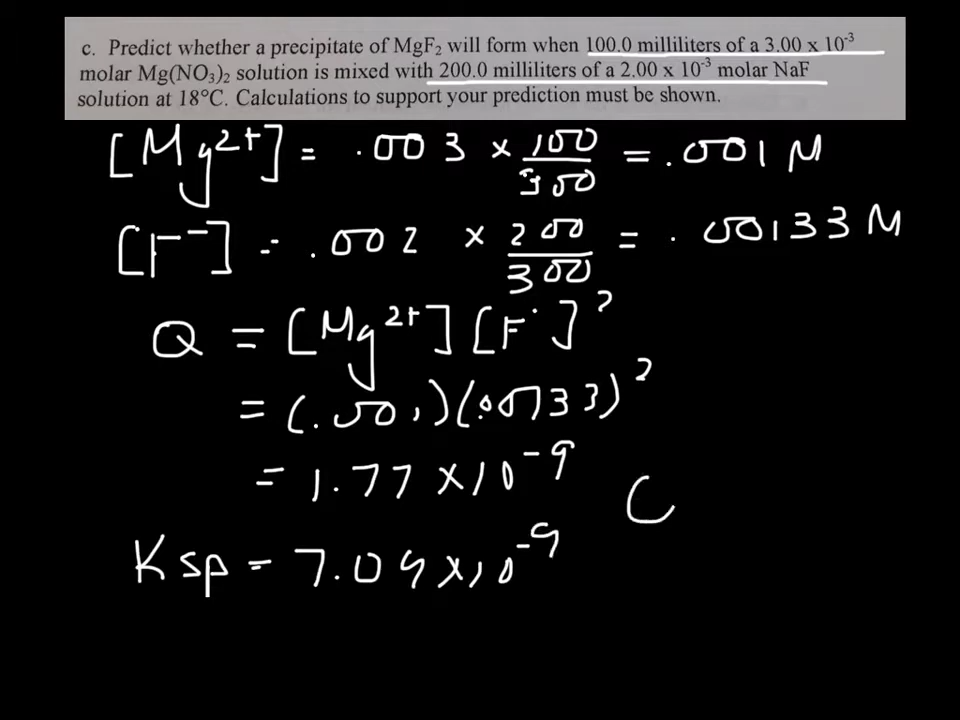 c. Predict whether a precipitate of MgF₂ will form when 100.0 milliliters of a 3.00 x 10⁻³
molar Mg(NO₃)₂ solution is mixed with 200.0 milliliters of a 2.00 x 10⁻³ molar NaF
solution at 18°C. Calculations to support your prediction must be shown.
[Mg²⁺] = .003 × 100/300 = .001 M
[F⁻] = .002 × 200/300 = .00133 M
Q = [Mg²⁺][F⁻]²
= (.001)(.00133)²
= 1.77 × 10⁻⁹
C
Ksp = 7.04 × 10⁻⁹